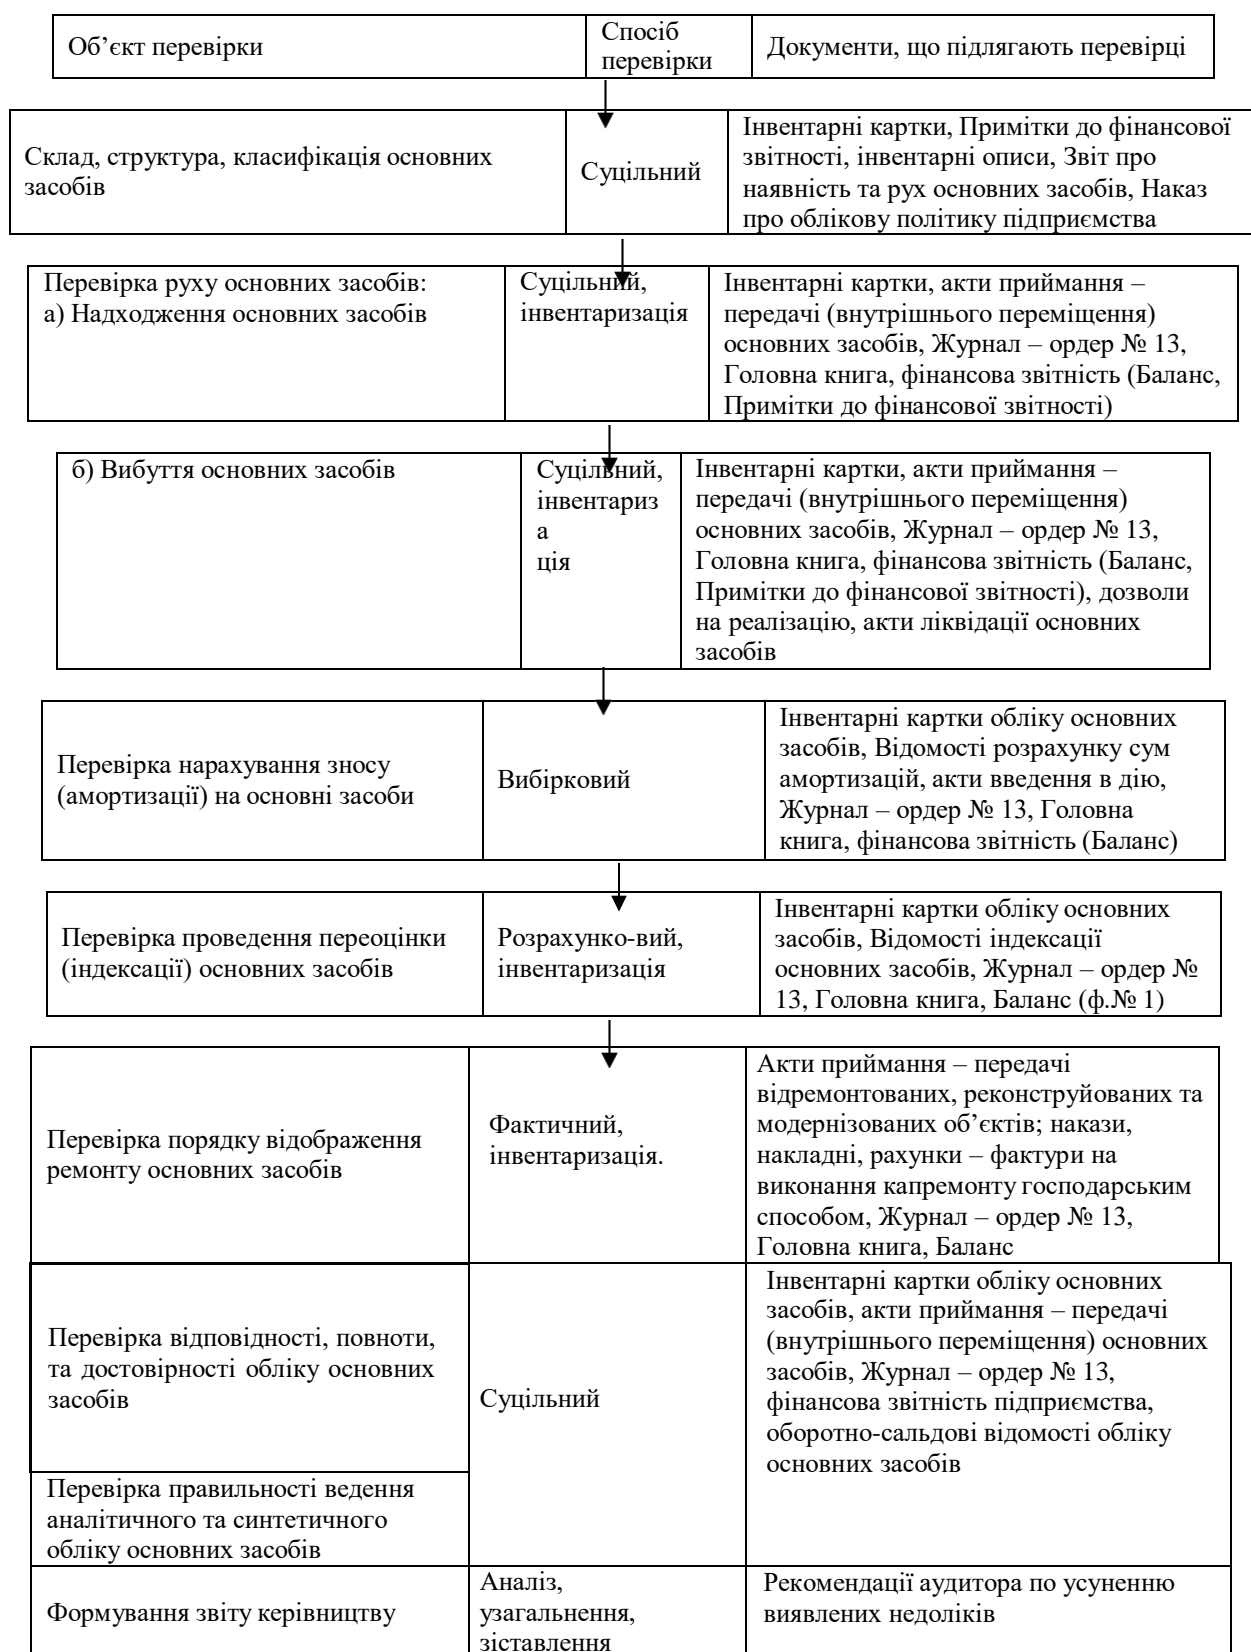 Об’єкт перевірки
Спосіб
перевірки
Документи, що підлягають перевірці
Склад, структура, класифікація основних
засобів
Суцільний
Інвентарні картки, Примітки до фінансової
звітності, інвентарні описи, Звіт про
наявність та рух основних засобів, Наказ
про облікову політику підприємства
Перевірка руху основних засобів:
а) Надходження основних засобів
Суцільний,
інвентаризація
Інвентарні картки, акти приймання –
передачі (внутрішнього переміщення)
основних засобів, Журнал – ордер № 13,
Головна книга, фінансова звітність (Баланс,
Примітки до фінансової звітності)
б) Вибуття основних засобів
Суцільний,
інвентариз
а
ція
Інвентарні картки, акти приймання –
передачі (внутрішнього переміщення)
основних засобів, Журнал – ордер № 13,
Головна книга, фінансова звітність (Баланс,
Примітки до фінансової звітності), дозволи
на реалізацію, акти ліквідації основних
засобів
Перевірка нарахування зносу
(амортизації) на основні засоби
Вибірковий
Інвентарні картки обліку основних
засобів, Відомості розрахунку сум
амортизацій, акти введення в дію,
Журнал – ордер № 13, Головна
книга, фінансова звітність (Баланс)
Перевірка проведення переоцінки
(індексації) основних засобів
Розрахунко-вий,
інвентаризація
Інвентарні картки обліку основних
засобів, Відомості індексації
основних засобів, Журнал – ордер №
13, Головна книга, Баланс (ф.№ 1)
Перевірка порядку відображення
ремонту основних засобів
Фактичний,
інвентаризація.
Акти приймання – передачі
відремонтованих, реконструйованих та
модернізованих об’єктів; накази,
накладні, рахунки – фактури на
виконання капремонту господарським
способом, Журнал – ордер № 13,
Головна книга, Баланс
Перевірка відповідності, повноти,
та достовірності обліку основних
засобів
Суцільний
Інвентарні картки обліку основних
засобів, акти приймання – передачі
(внутрішнього переміщення) основних
засобів, Журнал – ордер № 13,
фінансова звітність підприємства,
оборотно-сальдові відомості обліку
основних засобів
Перевірка правильності ведення
аналітичного та синтетичного
обліку основних засобів
Формування звіту керівництву
Аналіз,
узагальнення,
зіставлення
Рекомендації аудитора по усуненню
виявлених недоліків